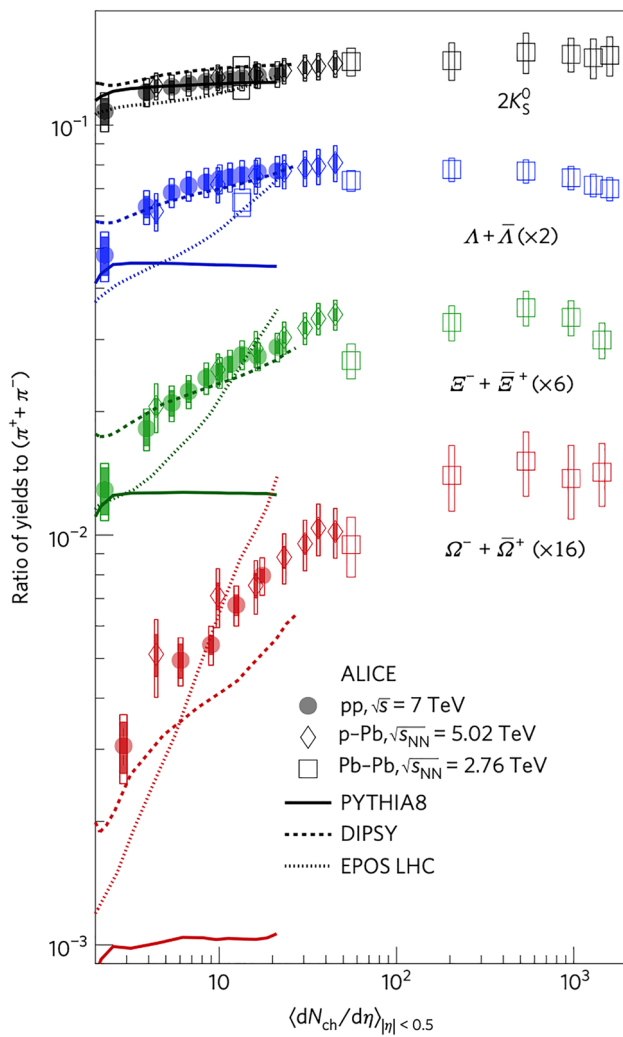 Ratio of yields to (π⁺ + π⁻)
10⁻¹
10⁻²
10⁻³
2K⁰_S
Λ + Λ̅ (×2)
Ξ⁻ + Ξ̅⁺ (×6)
Ω⁻ + Ω̅⁺ (×16)
ALICE
pp, √s = 7 TeV
p–Pb, √s_NN = 5.02 TeV
Pb–Pb, √s_NN = 2.76 TeV
PYTHIA8
DIPSY
EPOS LHC
10 10² 10³
⟨dN_ch/dη⟩_|η| < 0.5